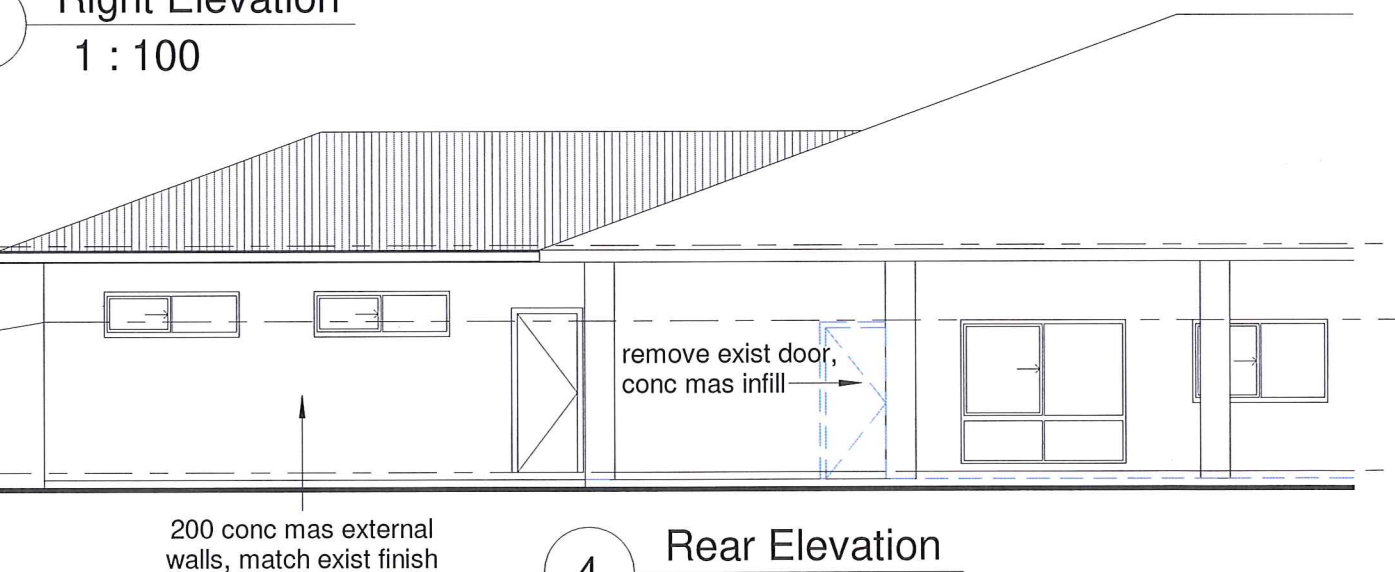 Right Elevation
1 : 100
remove exist door,
conc mas infill
200 conc mas external
walls, match exist finish
4
Rear Elevation